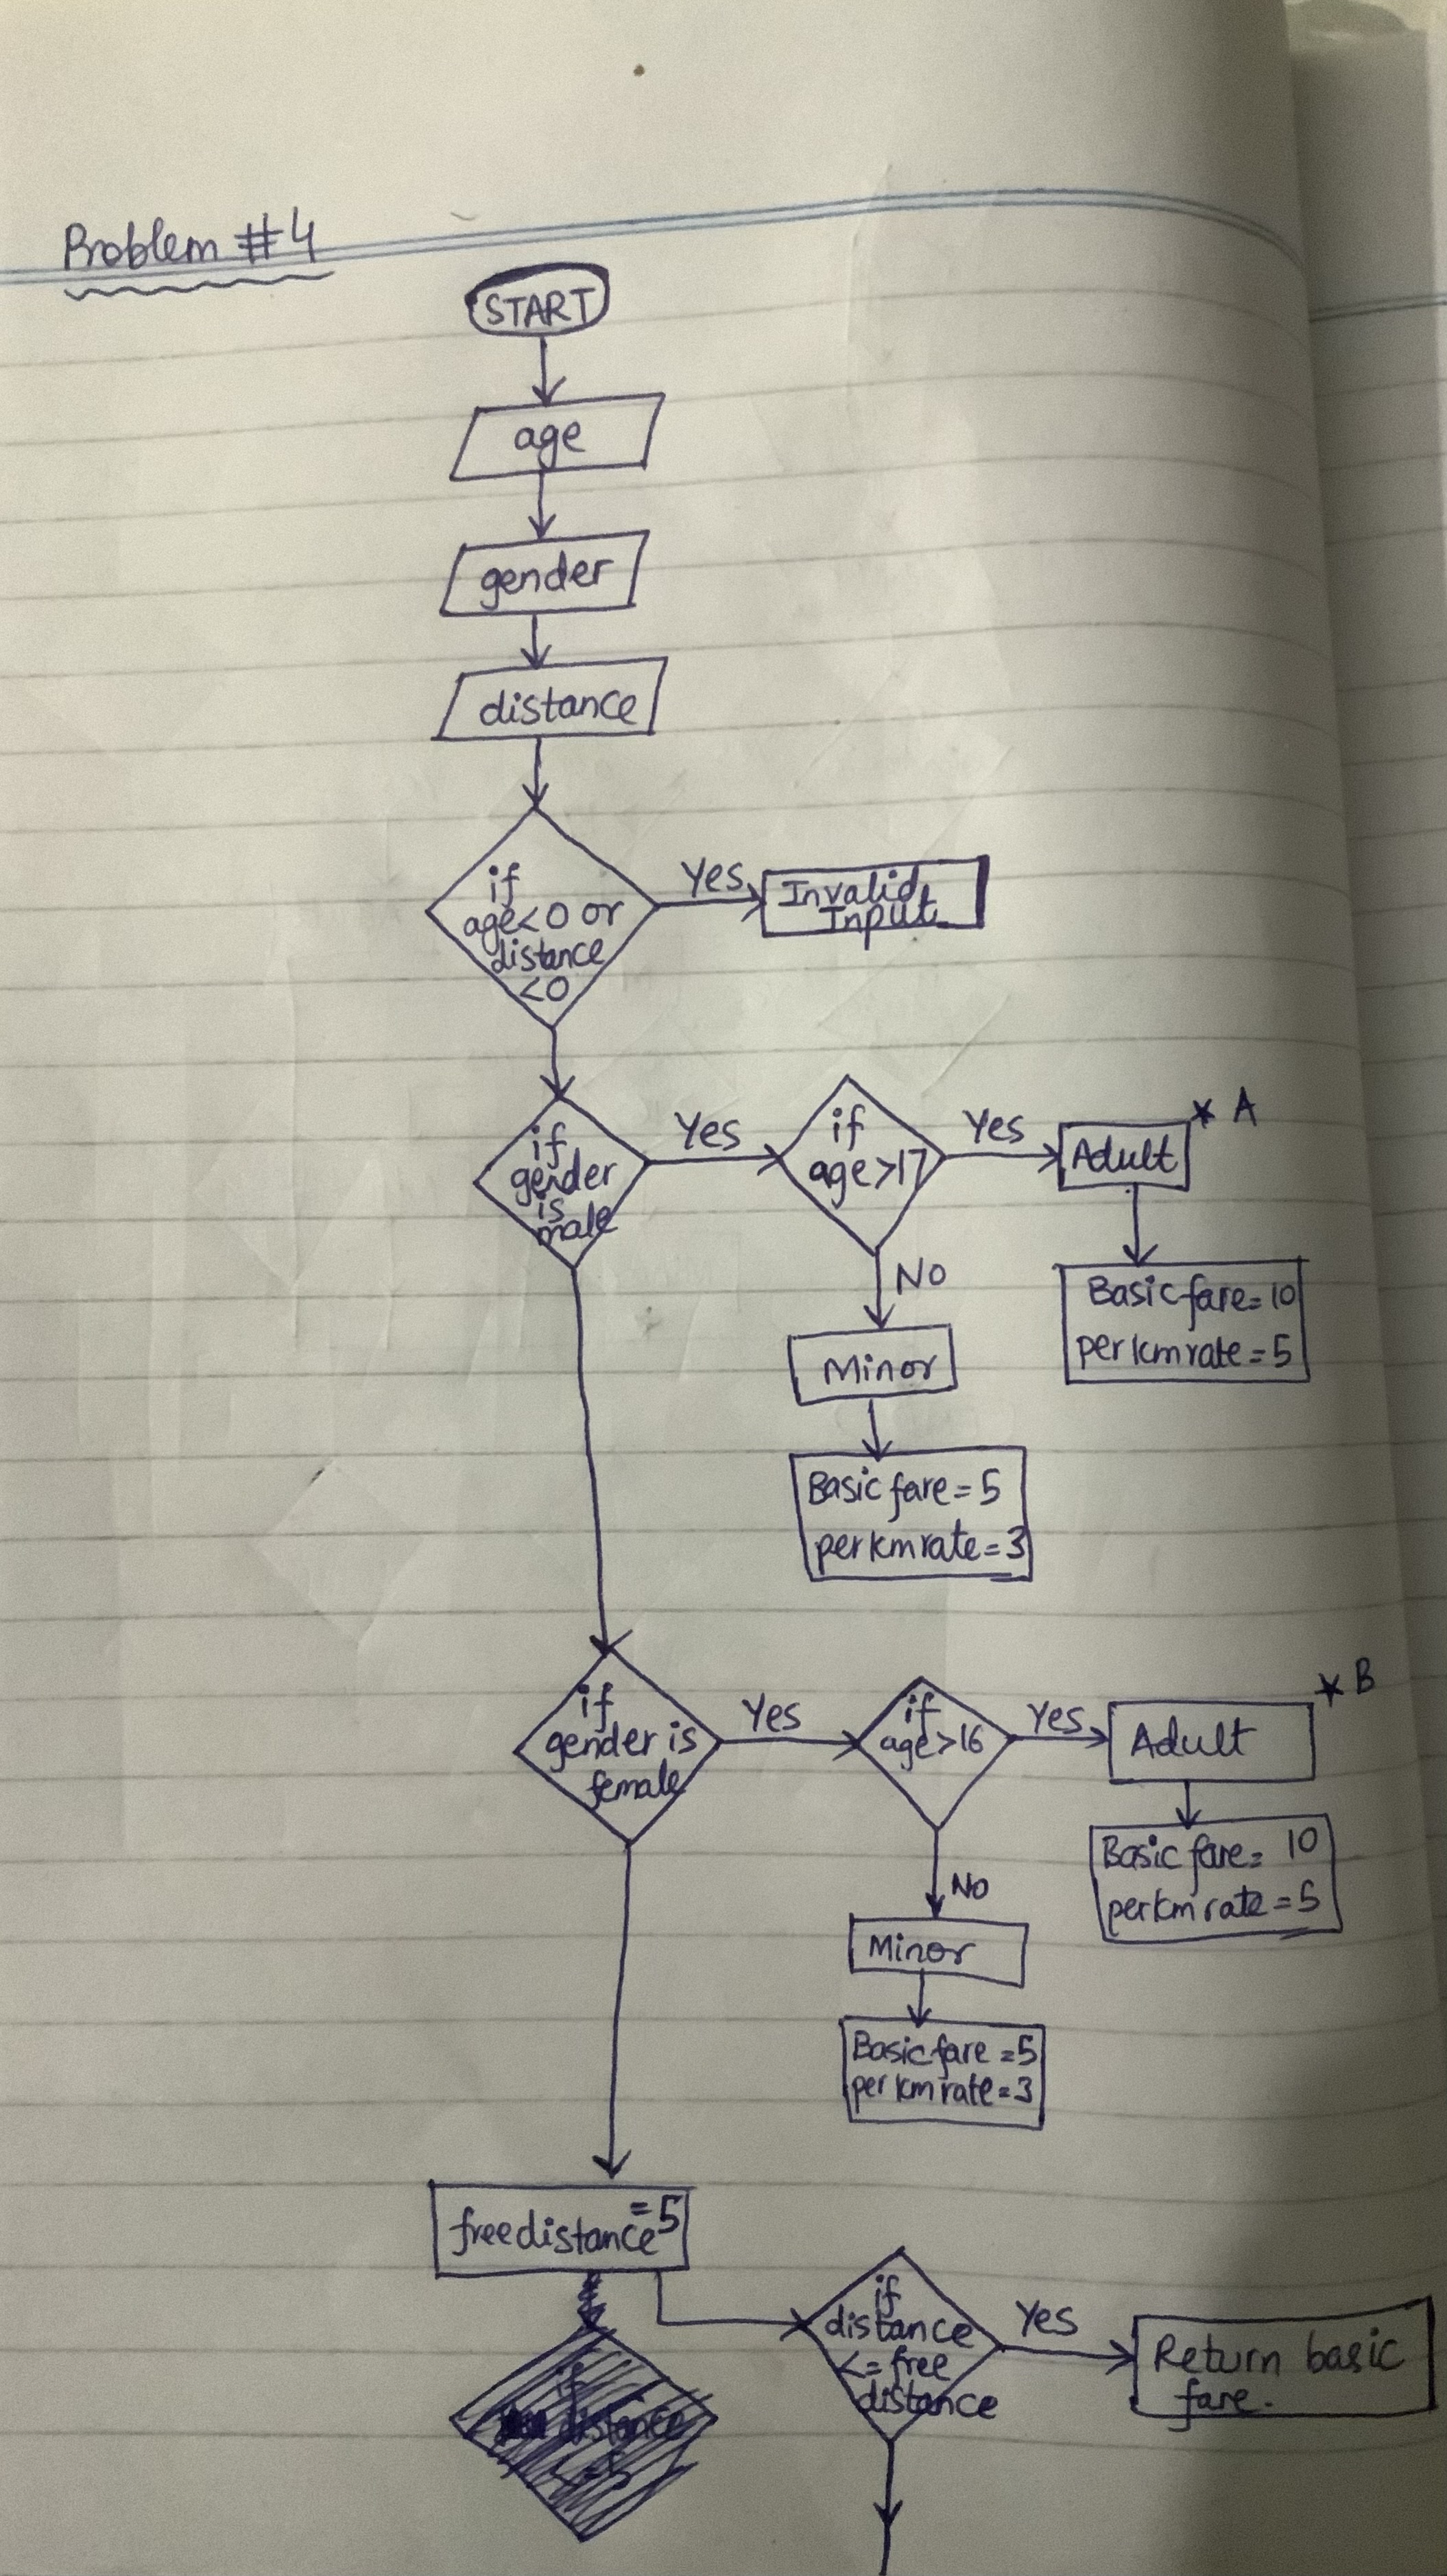 Problem #4
START
age
gender
distance
if
age<0 or
distance
<0
Yes
Invalid
Input
if
gender
is
male
Yes
if
age>17
Yes
Adult
* A
No
Basic fare= 10
per km rate = 5
Minor
Basic fare = 5
per km rate = 3
if
gender is
female
Yes
if
age>16
Yes
Adult
* B
No
Basic fare= 10
per km rate = 5
Minor
Basic fare = 5
per km rate = 3
free distance = 5
if
distance
<= free
distance
Yes
Return basic
fare.
if
distance